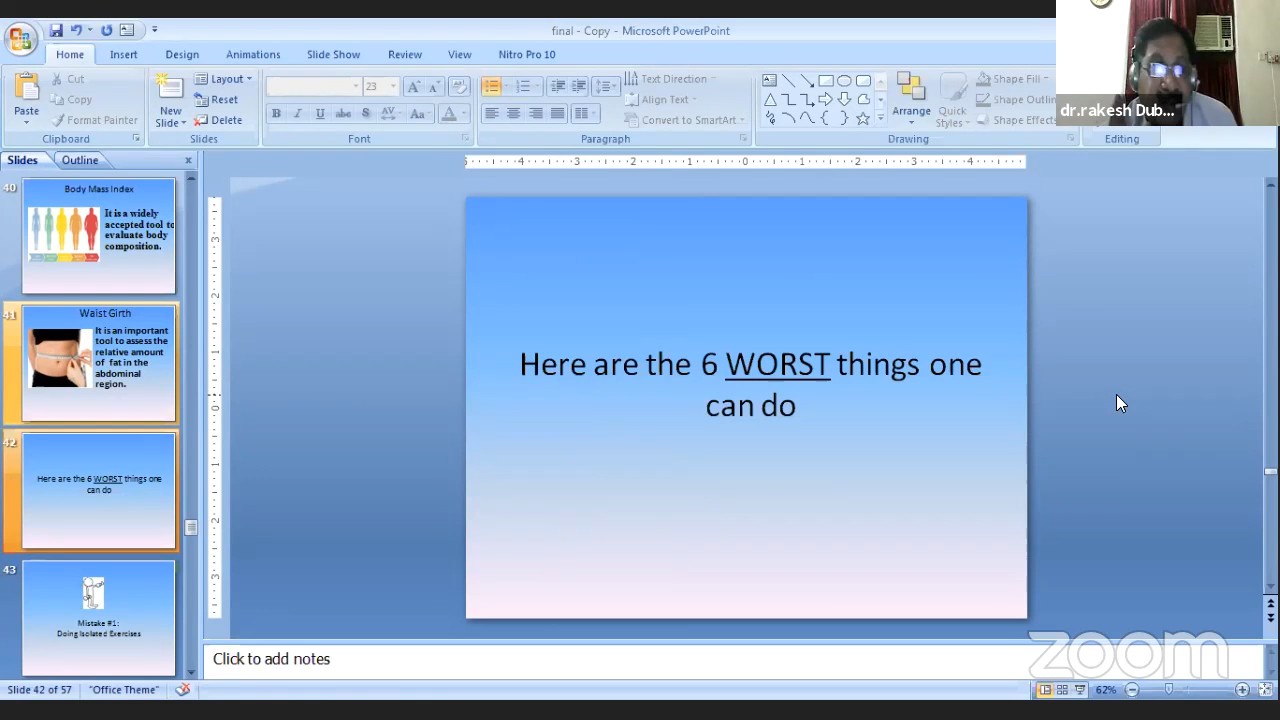 final - Copy - Microsoft PowerPoint
Home
Insert
Design
Animations
Slide Show
Review
View
Nitro Pro 10
Paste
Cut
Copy
Format Painter
Clipboard
New
Slide
Layout
Reset
Delete
Slides
23
B I U abc S AV Aa A
Font
Text Direction
Align Text
Convert to SmartArt
Paragraph
Arrange
Quick
Styles
Shape Fill
Shape Outlin
Shape Effects
Drawing
Editing
dr.rakesh Dub...
Slides
Outline
40
Body Mass Index
It is a widely
accepted tool to
evaluate body
composition.
41
Waist Girth
It is an important
tool to assess the
relative amount
of fat in the
abdominal
region.
42
Here are the 6 WORST things one
can do
43
Mistake #1:
Doing Isolated Exercises
Here are the 6 WORST things one
can do
Click to add notes
zoom
Slide 42 of 57
"Office Theme"
62%